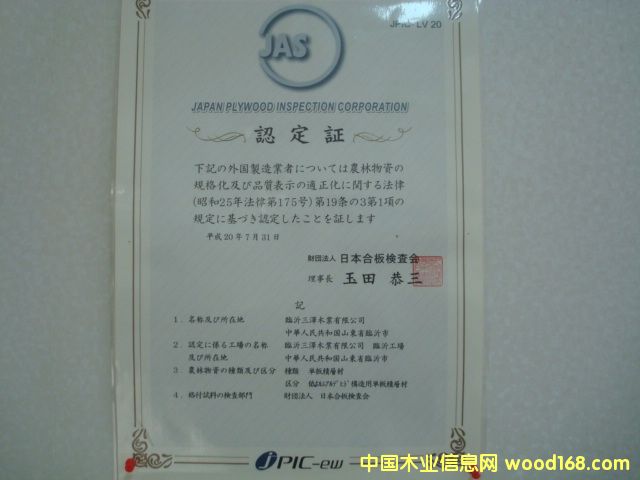 JPIC-LV 20
JAS
JAPAN PLYWOOD INSPECTION CORPORATION
認定証
下記の外国製造業者については農林物資の
規格化及び品質表示の適正化に関する法律
(昭和25年法律第175号)第19条の3第1項の
規定に基づき認定したことを証します
平成20年7月31日
財団法人 日本合板検査会
理事長 玉田 恭三
記
1. 名称及び所在地 臨沂三澤木業有限公司
中華人民共和国山東省臨沂市
2. 認定に係る工場の名称 臨沂三澤木業有限公司 臨沂工場
及び所在地 中華人民共和国山東省臨沂市
3. 農林物資の種類及び区分 種類 単板積層材
区分 構造用単板積層材
4. 格付試料の検査部門 財団法人 日本合板検査会
JPIC-ew
中国木业信息网 wood168.com